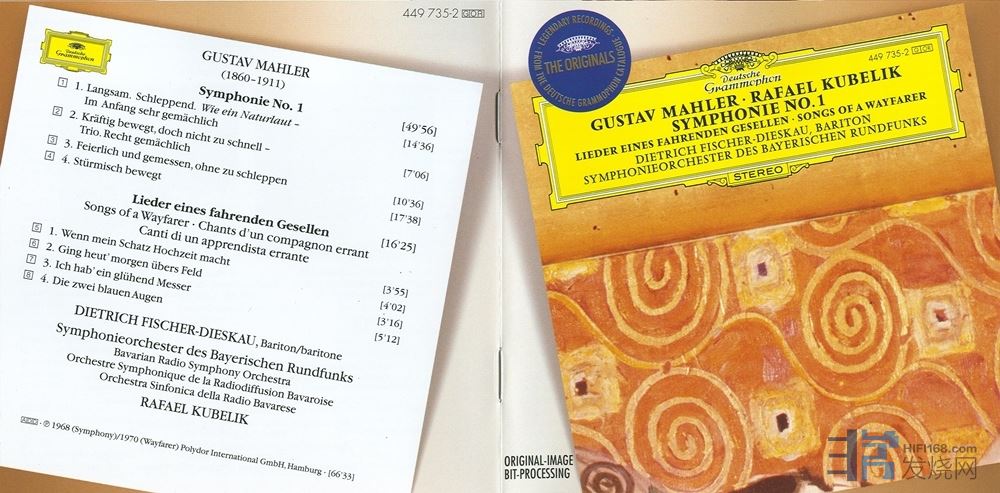 449 735-2 GOR
Deutsche
Grammophon
GUSTAV MAHLER
(1860–1911)
Symphonie No. 1
[49'56]
1 1. Langsam. Schleppend. Wie ein Naturlaut –
Im Anfang sehr gemächlich
[14'36]
2 2. Kräftig bewegt, doch nicht zu schnell –
Trio. Recht gemächlich
[7'06]
3 3. Feierlich und gemessen, ohne zu schleppen
[10'36]
4 4. Stürmisch bewegt
[17'38]
Lieder eines fahrenden Gesellen
[16'25]
Songs of a Wayfarer · Chants d'un compagnon errant
Canti di un apprendista errante
5 1. Wenn mein Schatz Hochzeit macht
[3'55]
6 2. Ging heut' morgen übers Feld
[4'02]
7 3. Ich hab' ein glühend Messer
[3'16]
8 4. Die zwei blauen Augen
[5'12]
DIETRICH FISCHER-DIESKAU, Bariton/baritone
Symphonieorchester des Bayerischen Rundfunks
Bavarian Radio Symphony Orchestra
Orchestre Symphonique de la Radiodiffusion Bavaroise
Orchestra Sinfonica della Radio Bavarese
RAFAEL KUBELIK
ADD · ℗ 1968 (Symphony)/1970 (Wayfarer) Polydor International GmbH, Hamburg · [66'33]
LEGENDARY RECORDINGS
THE ORIGINALS
FROM THE DEUTSCHE GRAMMOPHON CATALOGUE
449 735-2 GOR
Deutsche
Grammophon
GUSTAV MAHLER · RAFAEL KUBELIK
SYMPHONIE NO. 1
LIEDER EINES FAHRENDEN GESELLEN · SONGS OF A WAYFARER
DIETRICH FISCHER-DIESKAU, BARITON
SYMPHONIEORCHESTER DES BAYERISCHEN RUNDFUNKS
STEREO
ORIGINAL-IMAGE
BIT-PROCESSING
HIFI168.com
发烧网